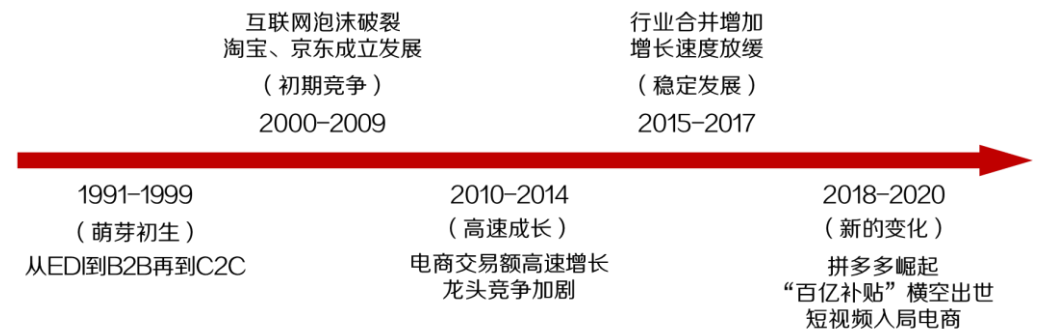 互联网泡沫破裂
淘宝、京东成立发展
（初期竞争）
2000-2009
行业合并增加
增长速度放缓
（稳定发展）
2015-2017
1991-1999
（萌芽初生）
从EDI到B2B再到C2C
2010-2014
（高速成长）
电商交易额高速增长
龙头竞争加剧
2018-2020
（新的变化）
拼多多崛起
“百亿补贴”横空出世
短视频入局电商